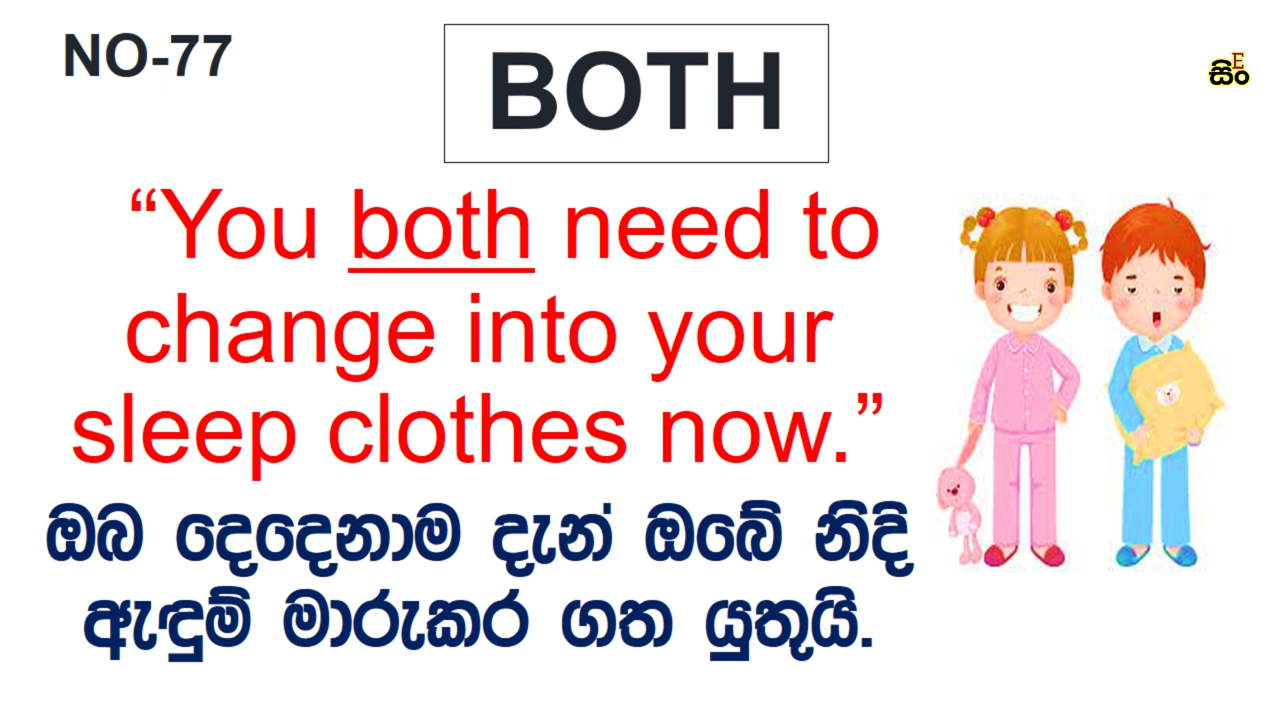 NO-77
BOTH
E
සිං
“You both need to
change into your
sleep clothes now.”
ඔබ දෙදෙනාම දැන් ඔබේ නිදි
ඇඳුම් මාරුකර ගත යුතුයි.